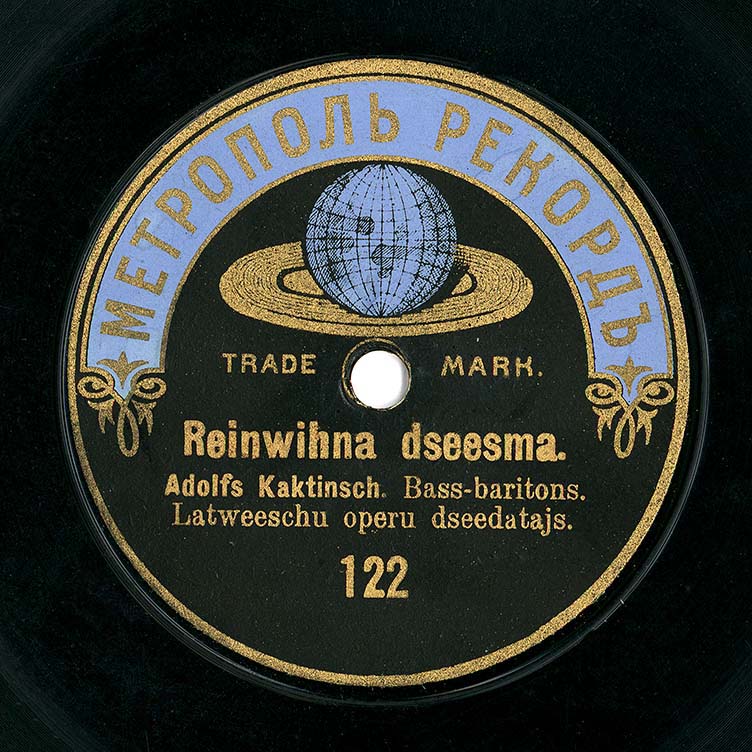 МЕТРОПОЛЬ РЕКОРДЪ
TRADE MARK.
Reinwihna dseesma.
Adolfs Kaktinsch. Bass-baritons.
Latweeschu operu dseedatajs.
122